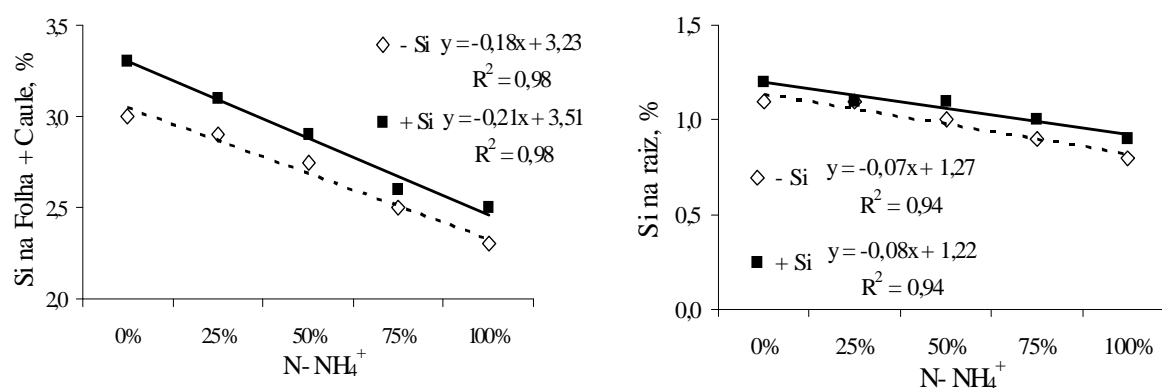 Si na Folha + Caule, %
3,5
3,0
2,5
2,0
- Si y =-0,18x + 3,23
R² = 0,98
+ Si y =-0,21x + 3,51
R² = 0,98
0% 25% 50% 75% 100%
N- NH₄⁺
Si na raiz, %
1,5
1,0
0,5
0,0
- Si y =-0,07x + 1,27
R² = 0,94
+ Si y =-0,08x + 1,22
R² = 0,94
0% 25% 50% 75% 100%
N- NH₄⁺